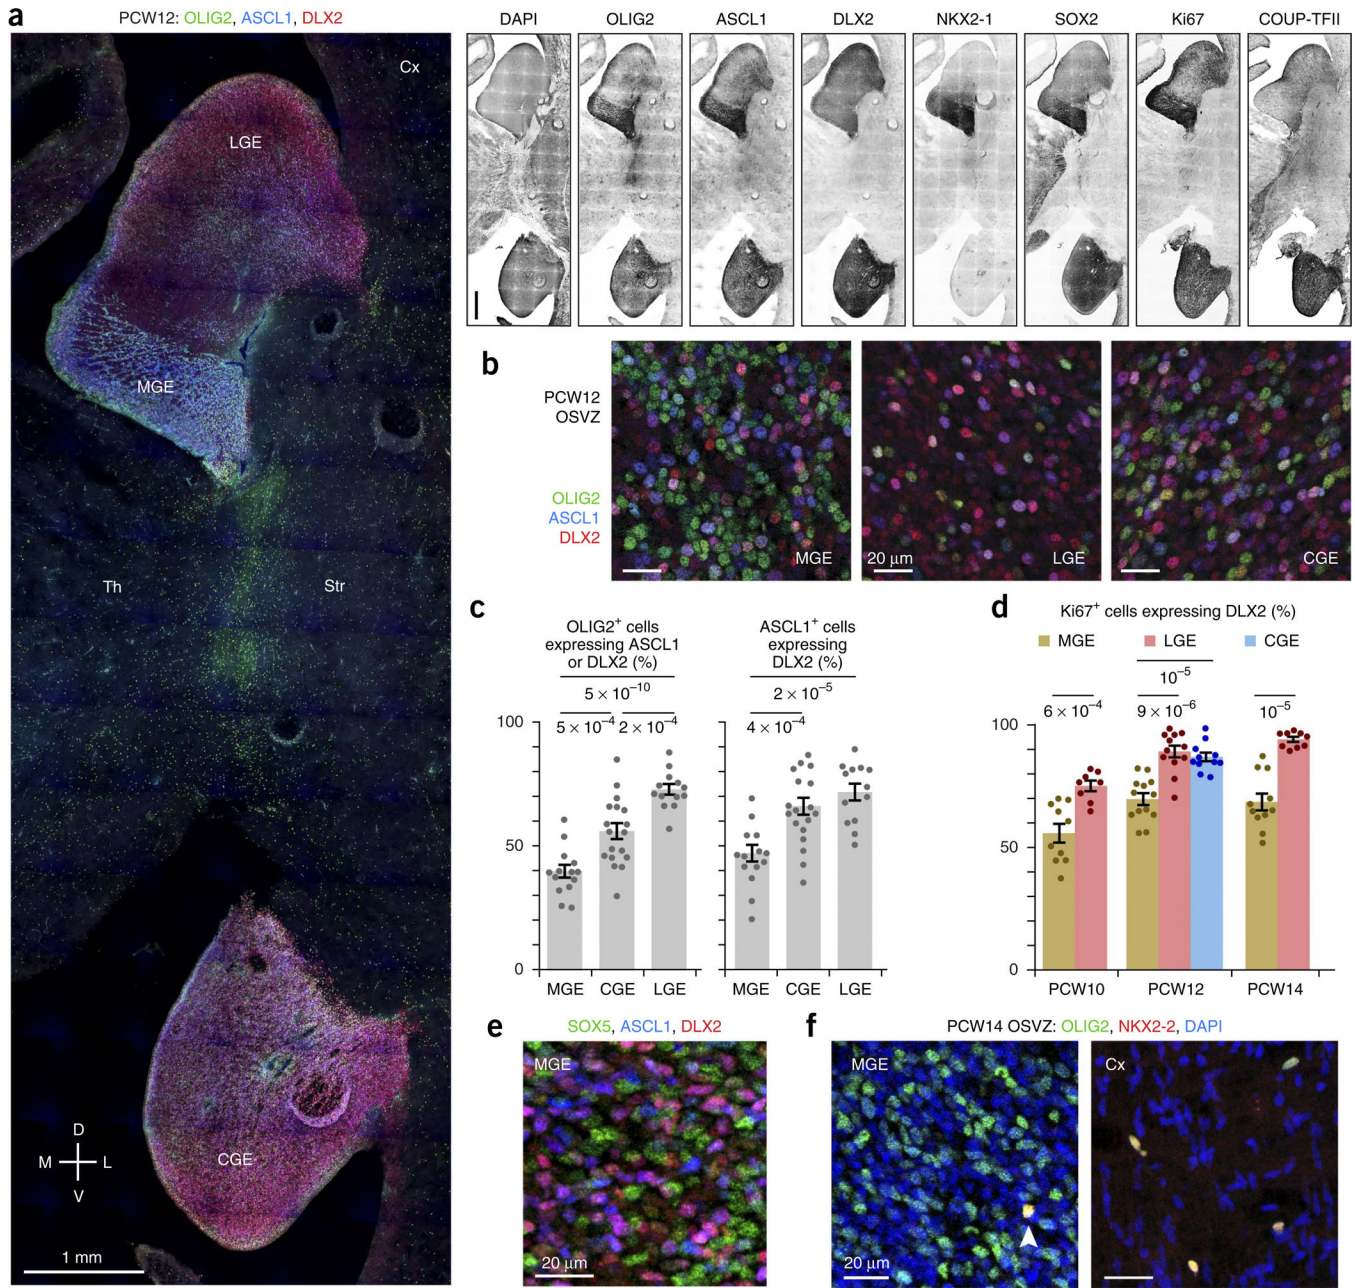 a
PCW12: OLIG2, ASCL1, DLX2
Cx
LGE
MGE
Th
Str
CGE
D
M
L
V
1 mm
DAPI
OLIG2
ASCL1
DLX2
NKX2-1
SOX2
Ki67
COUP-TFII
b
PCW12
OSVZ
OLIG2
ASCL1
DLX2
MGE
20 μm
LGE
CGE
c
OLIG2⁺ cells
expressing ASCL1
or DLX2 (%)
5 × 10⁻¹⁰
5 × 10⁻⁴
2 × 10⁻⁴
100
50
0
MGE
CGE
LGE
ASCL1⁺ cells
expressing
DLX2 (%)
2 × 10⁻⁵
4 × 10⁻⁴
100
50
0
MGE
CGE
LGE
d
Ki67⁺ cells expressing DLX2 (%)
MGE
LGE
CGE
10⁻⁵
6 × 10⁻⁴
9 × 10⁻⁶
10⁻⁵
100
50
0
PCW10
PCW12
PCW14
e
SOX5, ASCL1, DLX2
MGE
20 μm
f
PCW14 OSVZ: OLIG2, NKX2-2, DAPI
MGE
20 μm
Cx